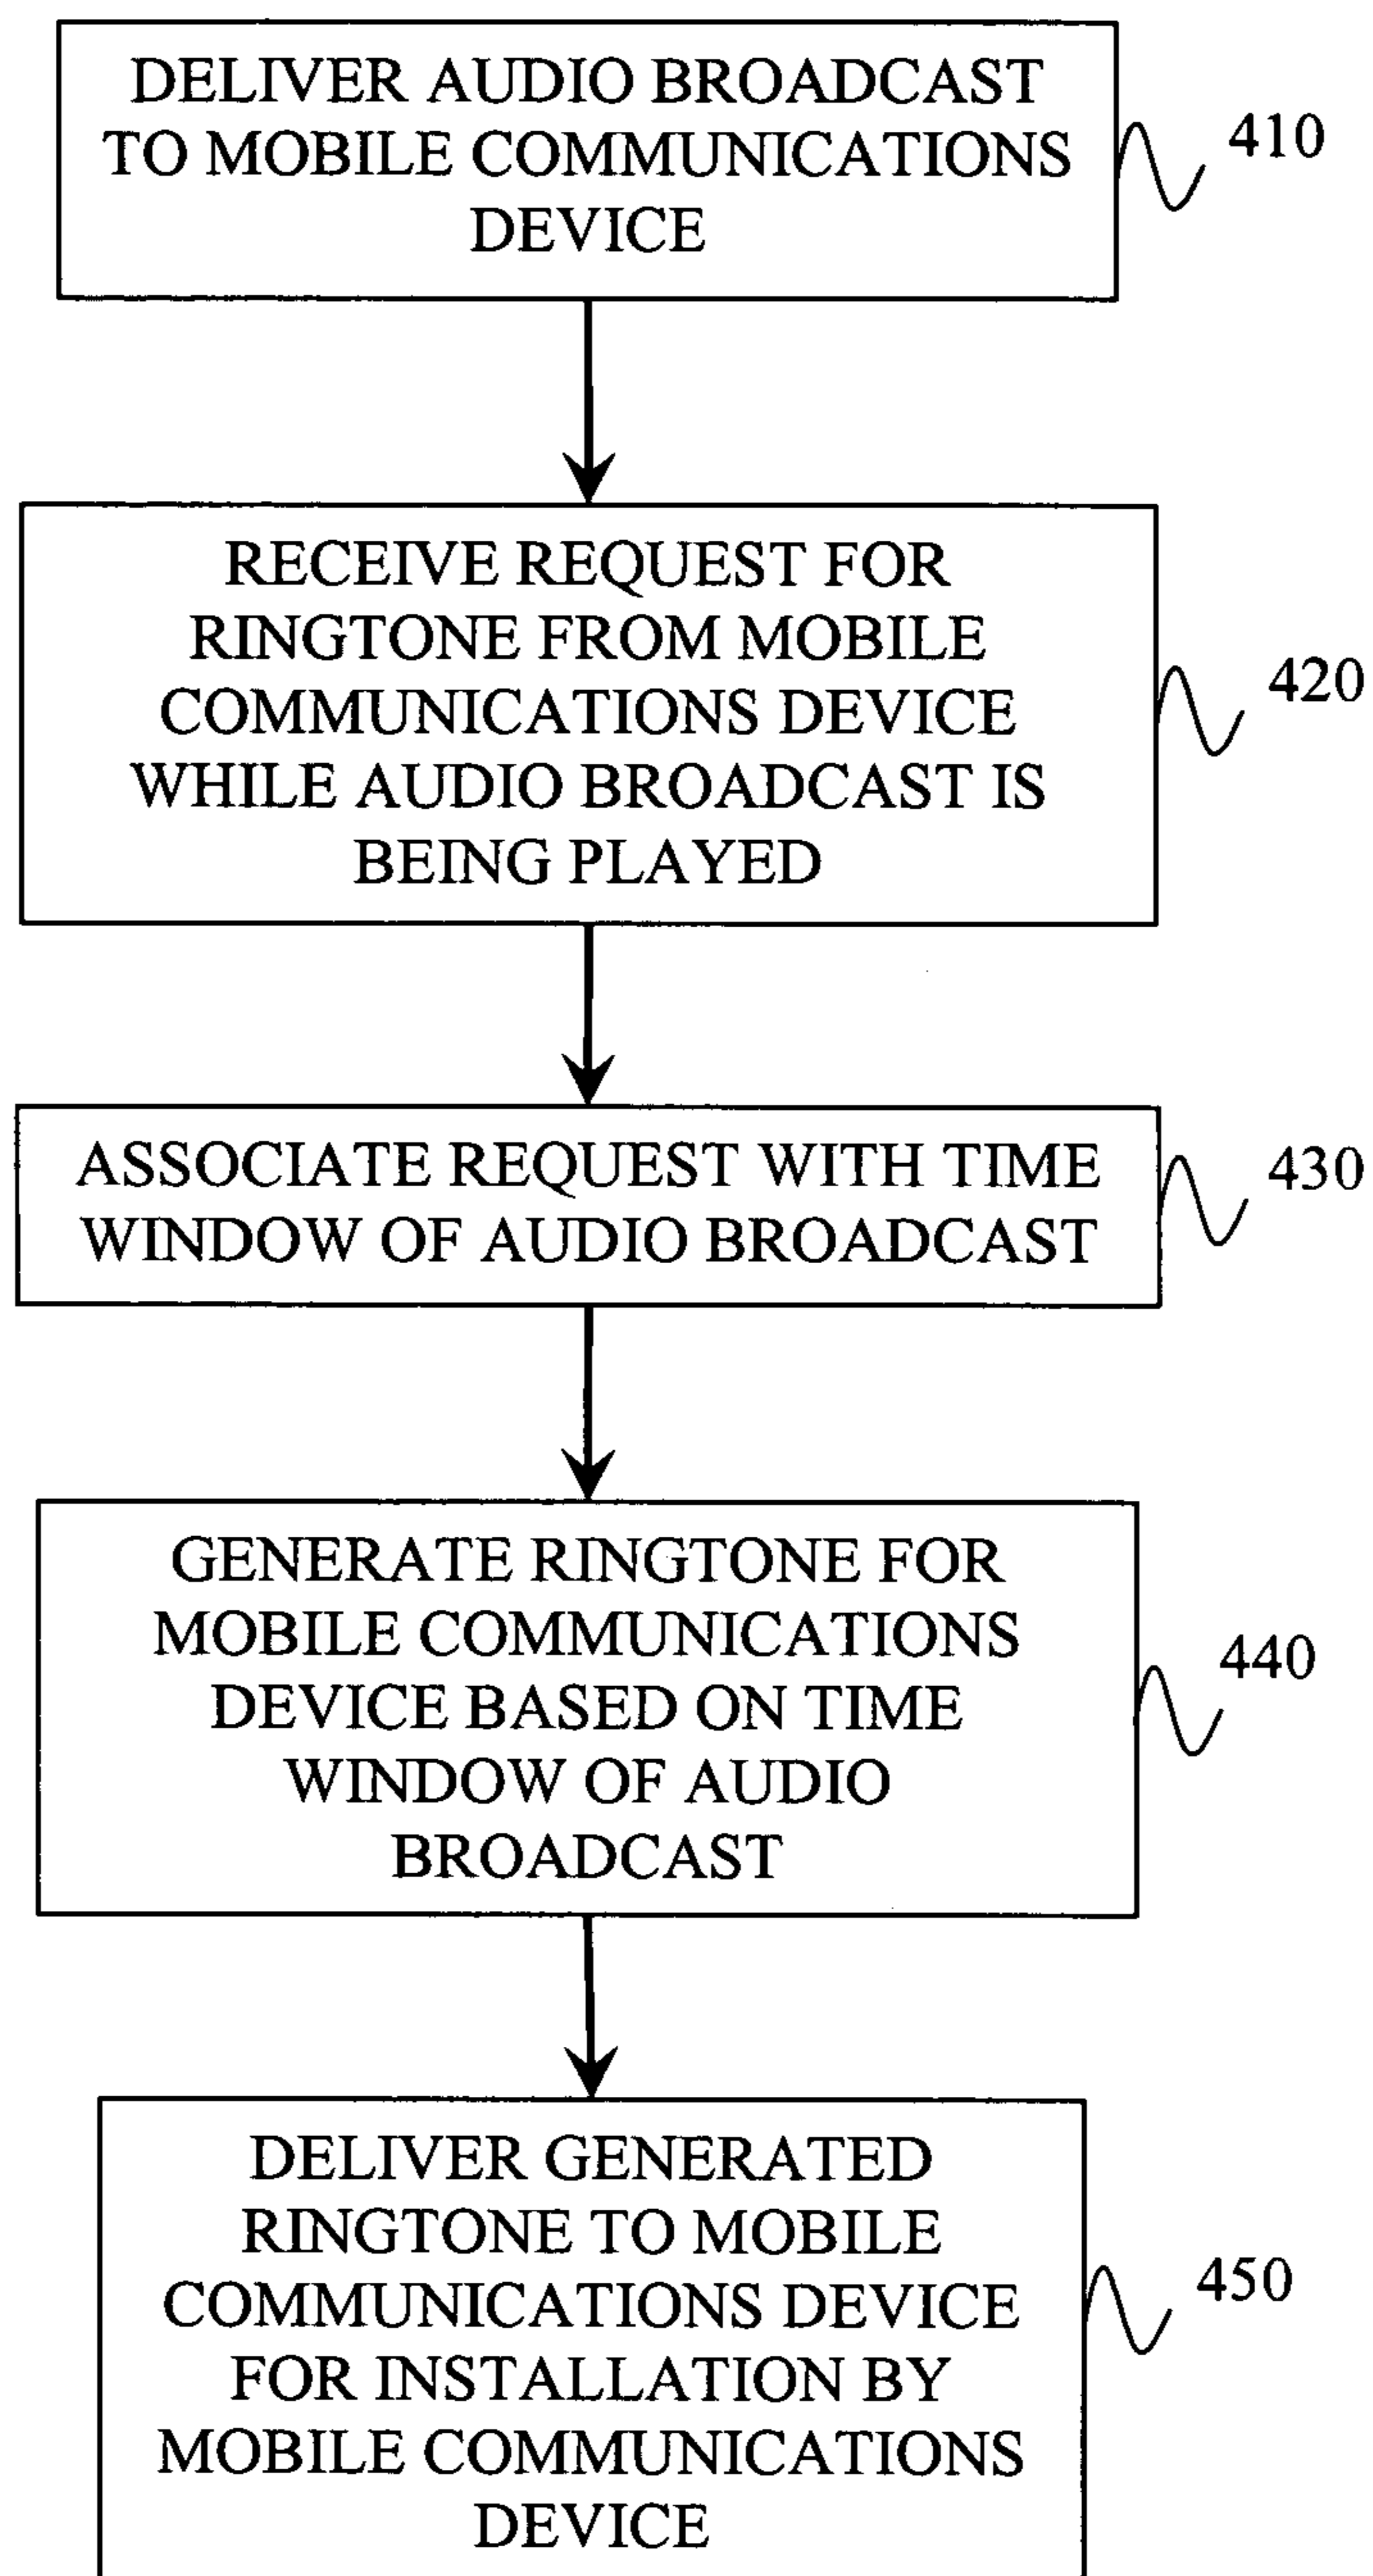 DELIVER AUDIO BROADCAST
TO MOBILE COMMUNICATIONS
DEVICE
410
RECEIVE REQUEST FOR
RINGTONE FROM MOBILE
COMMUNICATIONS DEVICE
WHILE AUDIO BROADCAST IS
BEING PLAYED
420
ASSOCIATE REQUEST WITH TIME
WINDOW OF AUDIO BROADCAST
430
GENERATE RINGTONE FOR
MOBILE COMMUNICATIONS
DEVICE BASED ON TIME
WINDOW OF AUDIO
BROADCAST
440
DELIVER GENERATED
RINGTONE TO MOBILE
COMMUNICATIONS DEVICE
FOR INSTALLATION BY
MOBILE COMMUNICATIONS
DEVICE
450